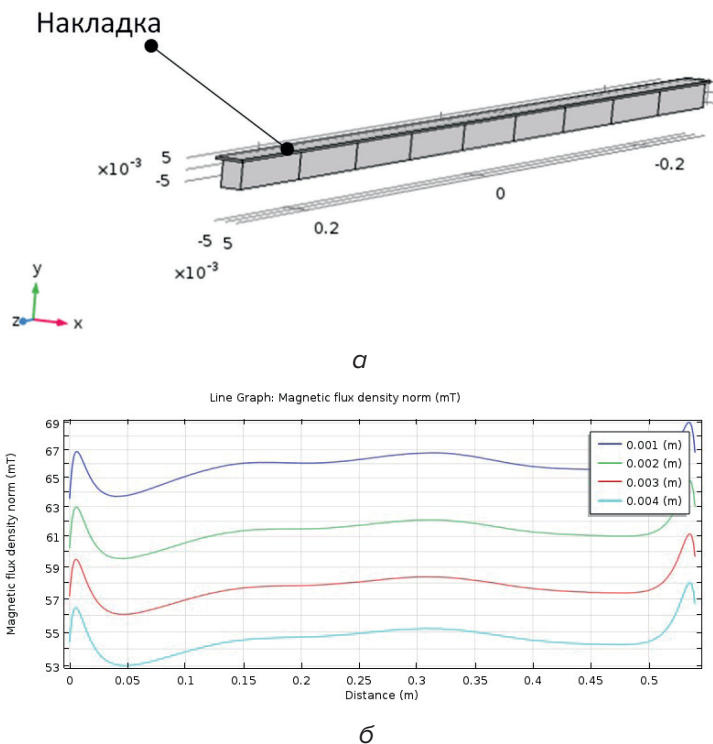 Накладка
×10⁻³ 5
-5
-0.2
0
0.2
-5 5
×10⁻³
y
z x
а
Line Graph: Magnetic flux density norm (mT)
Magnetic flux density norm (mT)
69
67
65
63
61
59
57
55
53
0.001 (m)
0.002 (m)
0.003 (m)
0.004 (m)
0 0.05 0.1 0.15 0.2 0.25 0.3 0.35 0.4 0.45 0.5
Distance (m)
б